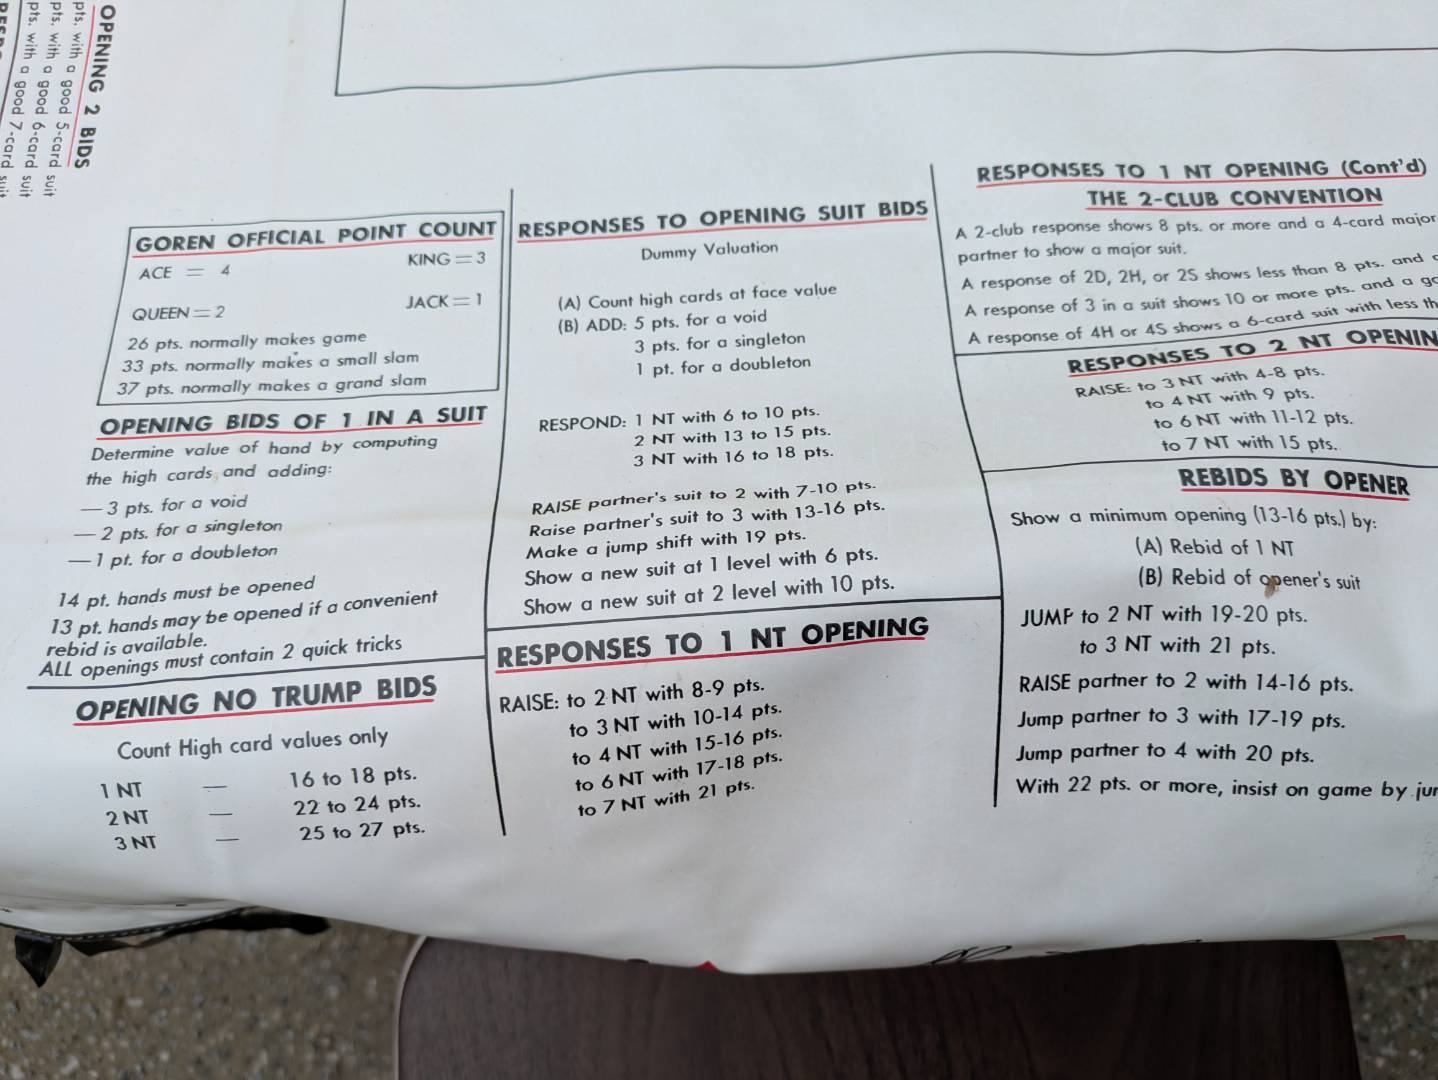 OPENING 2 BIDS
pts. with a good 5-card suit
pts. with a good 6-card suit
pts. with a good 7-card suit
GOREN OFFICIAL POINT COUNT
ACE = 4 KING = 3
QUEEN = 2 JACK = 1
26 pts. normally makes game
33 pts. normally makes a small slam
37 pts. normally makes a grand slam
OPENING BIDS OF 1 IN A SUIT
Determine value of hand by computing
the high cards and adding:
— 3 pts. for a void
— 2 pts. for a singleton
— 1 pt. for a doubleton
14 pt. hands must be opened
13 pt. hands may be opened if a convenient
rebid is available.
ALL openings must contain 2 quick tricks
OPENING NO TRUMP BIDS
Count High card values only
1 NT — 16 to 18 pts.
2 NT — 22 to 24 pts.
3 NT — 25 to 27 pts.
RESPONSES TO OPENING SUIT BIDS
Dummy Valuation
(A) Count high cards at face value
(B) ADD: 5 pts. for a void
3 pts. for a singleton
1 pt. for a doubleton
RESPOND: 1 NT with 6 to 10 pts.
2 NT with 13 to 15 pts.
3 NT with 16 to 18 pts.
RAISE partner's suit to 2 with 7-10 pts.
Raise partner's suit to 3 with 13-16 pts.
Make a jump shift with 19 pts.
Show a new suit at 1 level with 6 pts.
Show a new suit at 2 level with 10 pts.
RESPONSES TO 1 NT OPENING
RAISE: to 2 NT with 8-9 pts.
to 3 NT with 10-14 pts.
to 4 NT with 15-16 pts.
to 6 NT with 17-18 pts.
to 7 NT with 21 pts.
RESPONSES TO 1 NT OPENING (Cont'd)
THE 2-CLUB CONVENTION
A 2-club response shows 8 pts. or more and a 4-card major
partner to show a major suit.
A response of 2D, 2H, or 2S shows less than 8 pts. and
A response of 3 in a suit shows 10 or more pts. and a
A response of 4H or 4S shows a 6-card suit with less
RESPONSES TO 2 NT
RAISE: to 3 NT with 4-8 pts.
to 4 NT with 9 pts.
to 6 NT with 11-12 pts.
to 7 NT with 15 pts.
REBIDS BY OPENER
Show a minimum opening (13-16 pts.) by:
(A) Rebid of 1 NT
(B) Rebid of opener's suit
JUMP to 2 NT with 19-20 pts.
to 3 NT with 21 pts.
RAISE partner to 2 with 14-16 pts.
Jump partner to 3 with 17-19 pts.
Jump partner to 4 with 20 pts.
With 22 pts. or more, insist on game by